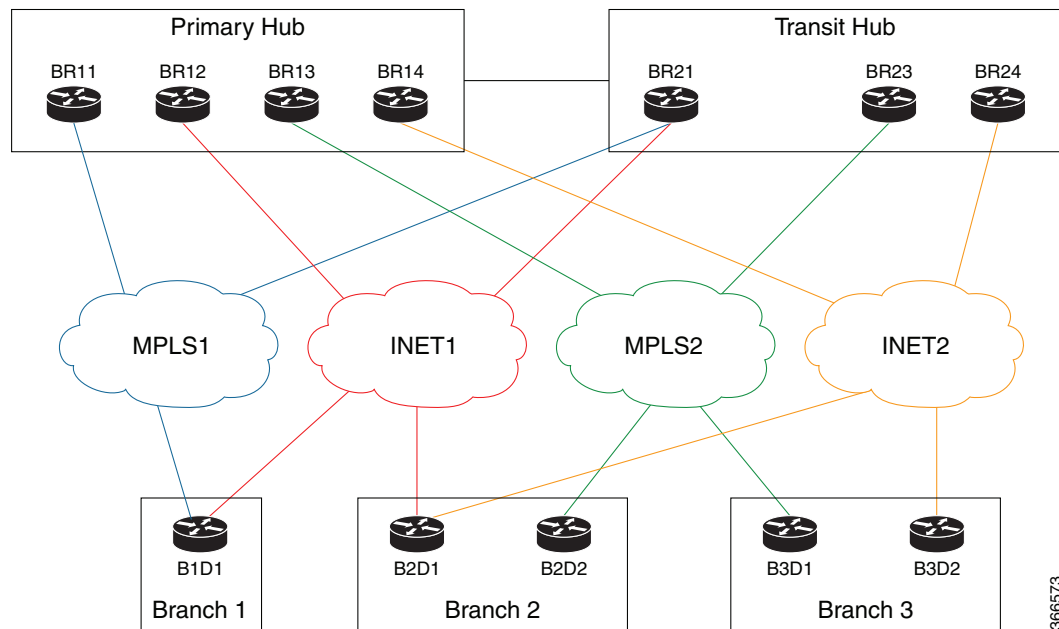 Primary Hub
Transit Hub
BR11 BR12 BR13 BR14 BR21 BR23 BR24
MPLS1 INET1 MPLS2 INET2
B1D1 B2D1 B2D2 B3D1 B3D2
Branch 1 Branch 2 Branch 3
366573